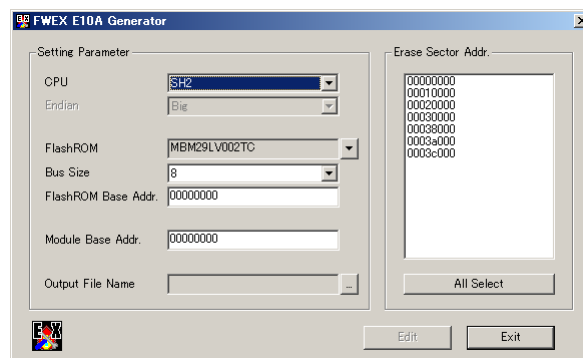 FWEX E10A Generator
Setting Parameter
CPU
SH2
Endian
Big
FlashROM
MBM29LV002TC
Bus Size
8
FlashROM Base Addr.
00000000
Module Base Addr.
00000000
Output File Name
...
Erase Sector Addr.
00000000
00010000
00020000
00030000
00038000
0003a000
0003c000
All Select
Edit
Exit